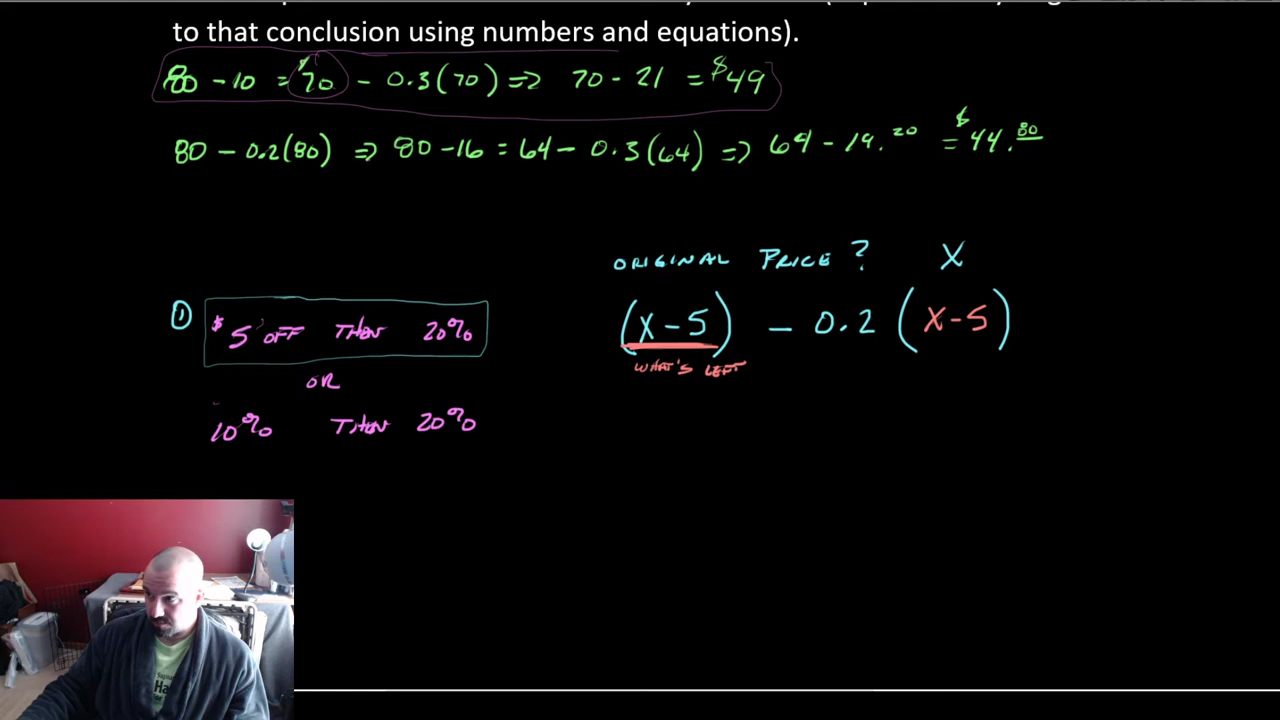 to that conclusion using numbers and equations).
80 - 10 = $70 - 0.3(70) => 70 - 21 = $49
80 - 0.2(80) => 80 - 16 = 64 - 0.3(64) => 64 - 19.20 = $44.80
ORIGINAL PRICE? X
① $5 OFF THEN 20%
(X - 5) - 0.2(X - 5)
WHAT'S LEFT
OR
10% THEN 20%